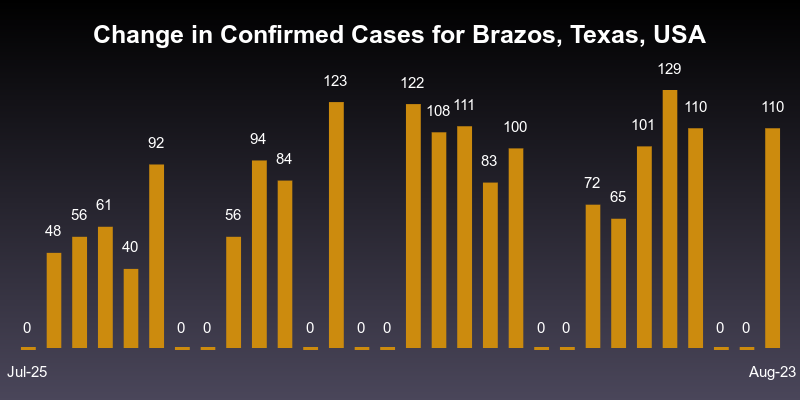 Change in Confirmed Cases for Brazos, Texas, USA
0 48 56 61 40 92 0 0 56 94 84 0 123 0 0 122 108 111 83 100 0 0 72 65 101 129 110 0 0 110
Jul-25 Aug-23